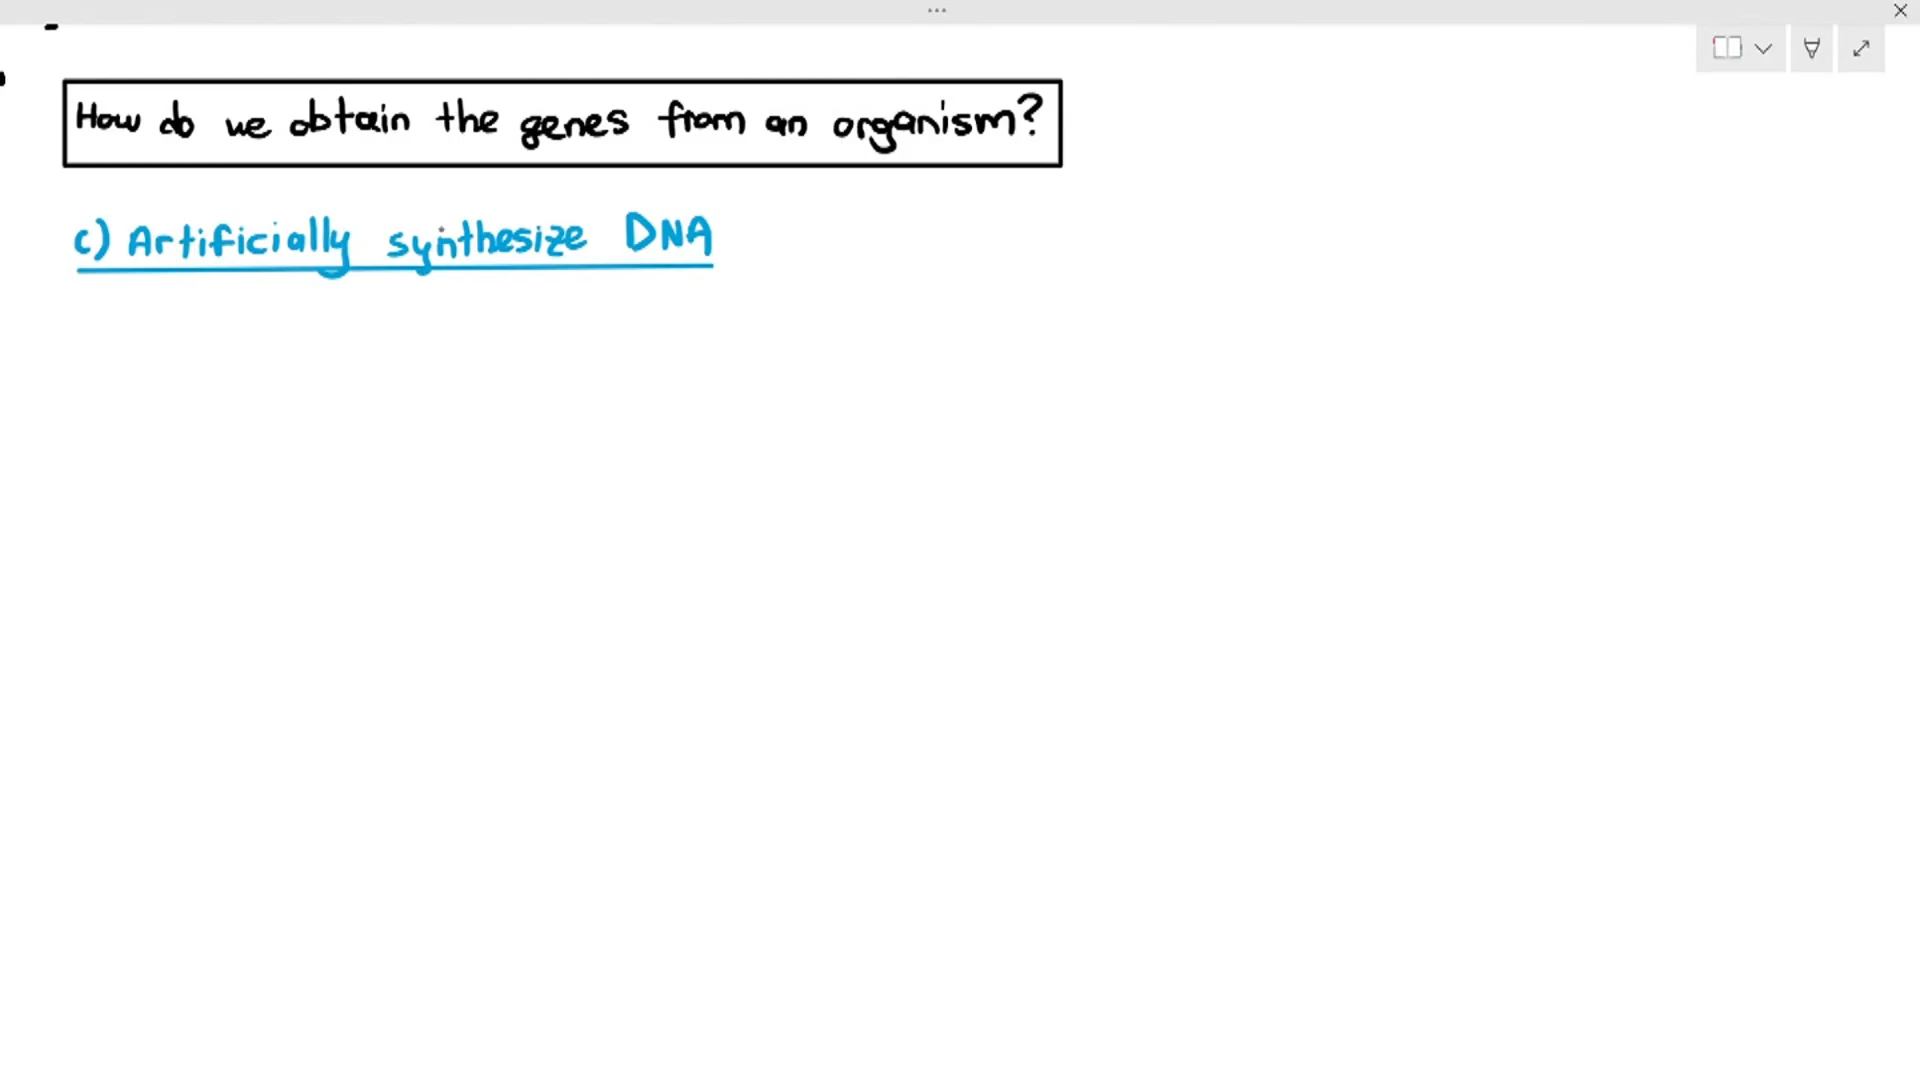 How do we obtain the genes from an organism?
c) Artificially synthesize DNA